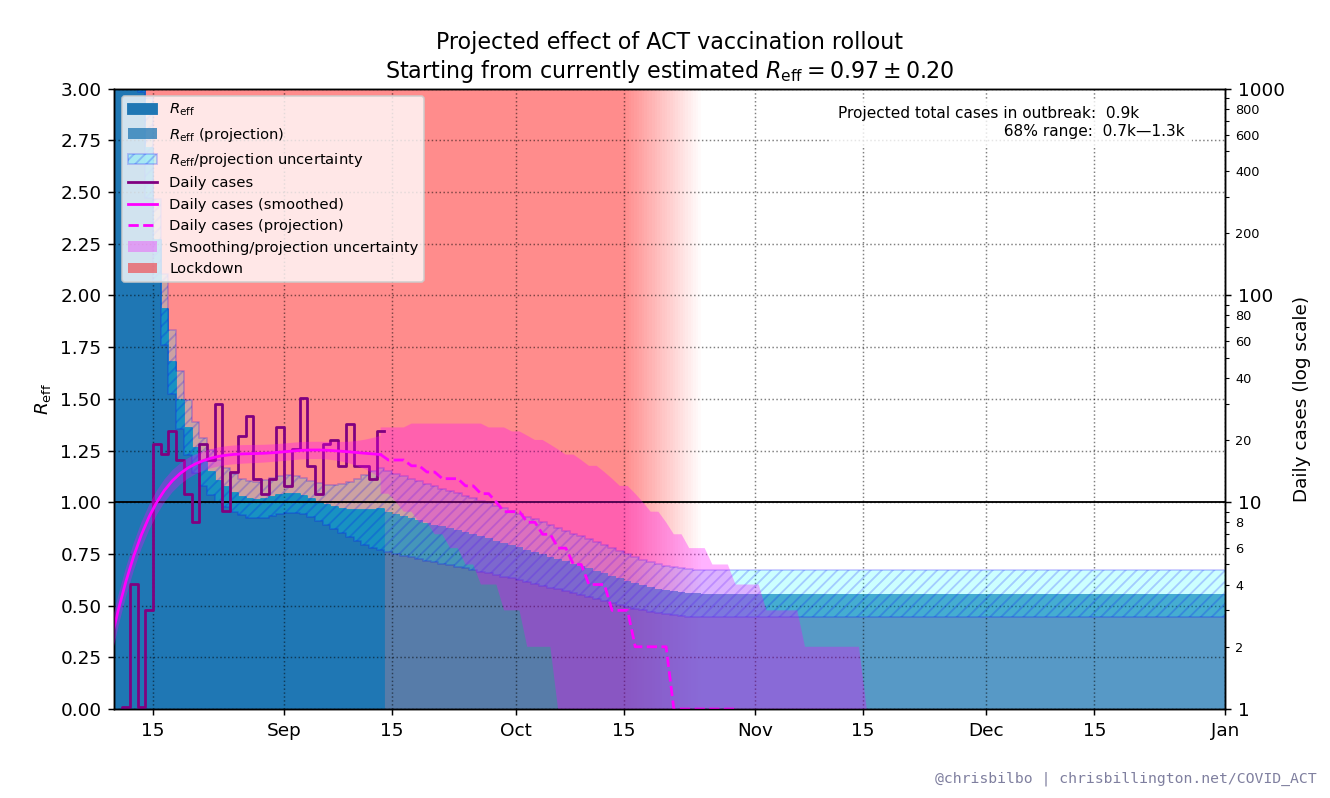 Projected effect of ACT vaccination rollout
Starting from currently estimated Reff = 0.97 ± 0.20
Projected total cases in outbreak: 0.9k
68% range: 0.7k—1.3k
Reff
Reff (projection)
Reff/projection uncertainty
Daily cases
Daily cases (smoothed)
Daily cases (projection)
Smoothing/projection uncertainty
Lockdown
3.00
2.75
2.50
2.25
2.00
1.75
1.50
1.25
1.00
0.75
0.50
0.25
0.00
Reff
1000
800
600
400
200
100
80
60
40
20
10
8
6
4
2
1
Daily cases (log scale)
15 Sep 15 Oct 15 Nov 15 Dec 15 Jan
@chrisbilbo | chrisbillington.net/COVID_ACT